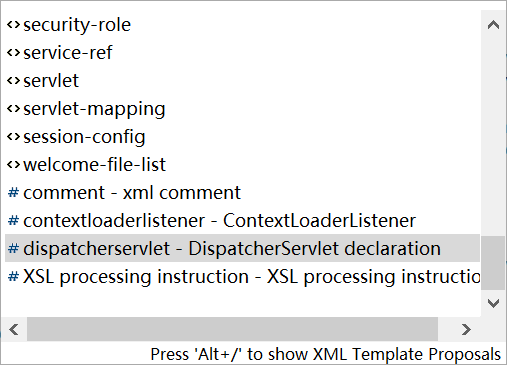 <> security-role
<> service-ref
<> servlet
<> servlet-mapping
<> session-config
<> welcome-file-list
# comment - xml comment
# contextloaderlistener - ContextLoaderListener
# dispatcherservlet - DispatcherServlet declaration
# XSL processing instruction - XSL processing instructio
Press 'Alt+/' to show XML Template Proposals